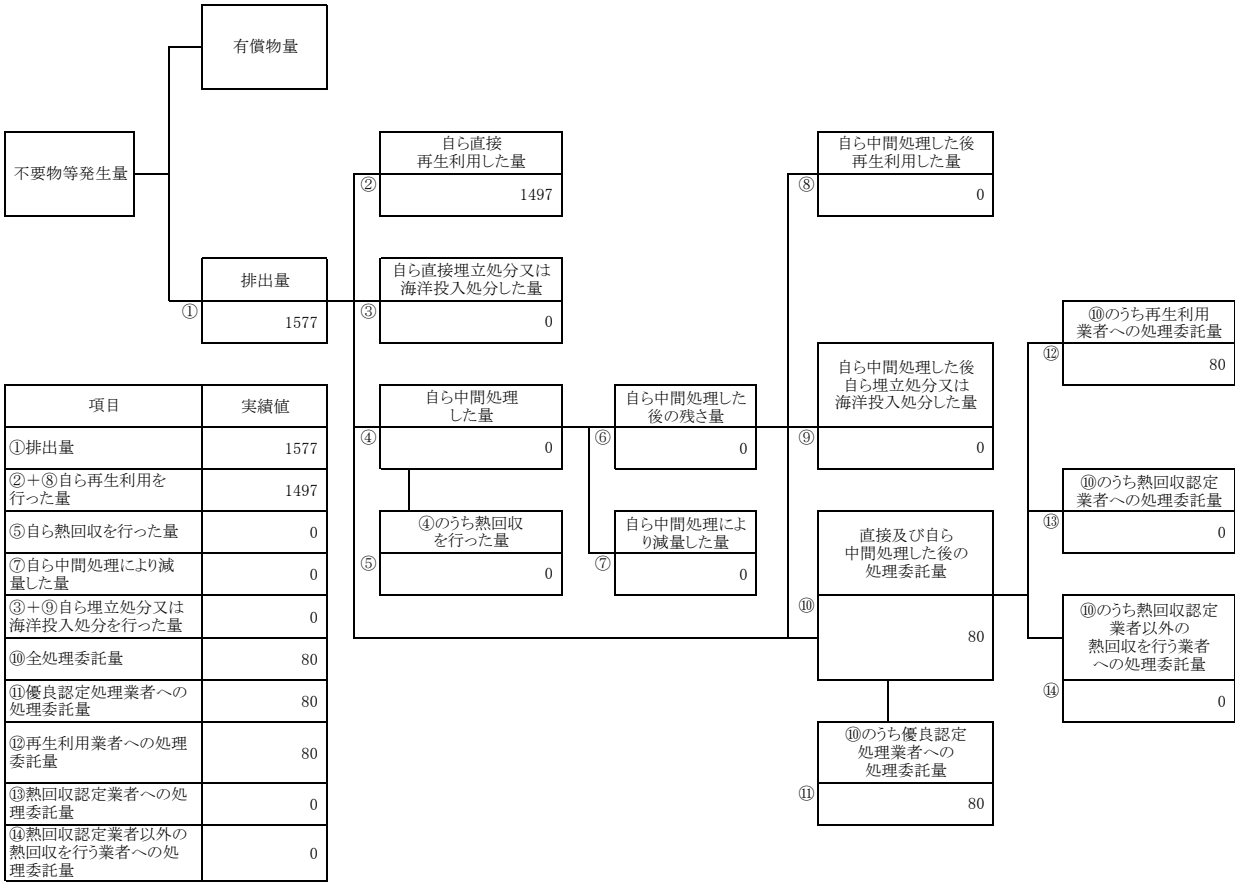 有償物量
不要物等発生量
自ら直接
再生利用した量
②
1497
自ら中間処理した後
再生利用した量
⑧
0
排出量
①
1577
自ら直接埋立処分又は
海洋投入処分した量
③
0
⑩のうち再生利用
業者への処理委託量
⑫
80
自ら中間処理
した量
④
0
自ら中間処理した
後の残さ量
⑥
0
自ら中間処理した後
自ら埋立処分又は
海洋投入処分した量
⑨
0
⑩のうち熱回収認定
業者への処理委託量
⑬
0
④のうち熱回収
を行った量
⑤
0
自ら中間処理によ
り減量した量
⑦
0
直接及び自ら
中間処理した後の
処理委託量
⑩
80
⑩のうち熱回収認定
業者以外の
熱回収を行う業者
への処理委託量
⑭
0
⑩のうち優良認定
処理業者への
処理委託量
⑪
80
項目 実績値
①排出量 1577
②＋⑧自ら再生利用を
行った量 1497
⑤自ら熱回収を行った量 0
⑦自ら中間処理により減
量した量 0
③＋⑨自ら埋立処分又は
海洋投入処分を行った量 0
⑩全処理委託量 80
⑪優良認定処理業者への
処理委託量 80
⑫再生利用業者への処理
委託量 80
⑬熱回収認定業者への処
理委託量 0
⑭熱回収認定業者以外の
熱回収を行う業者への処
理委託量 0